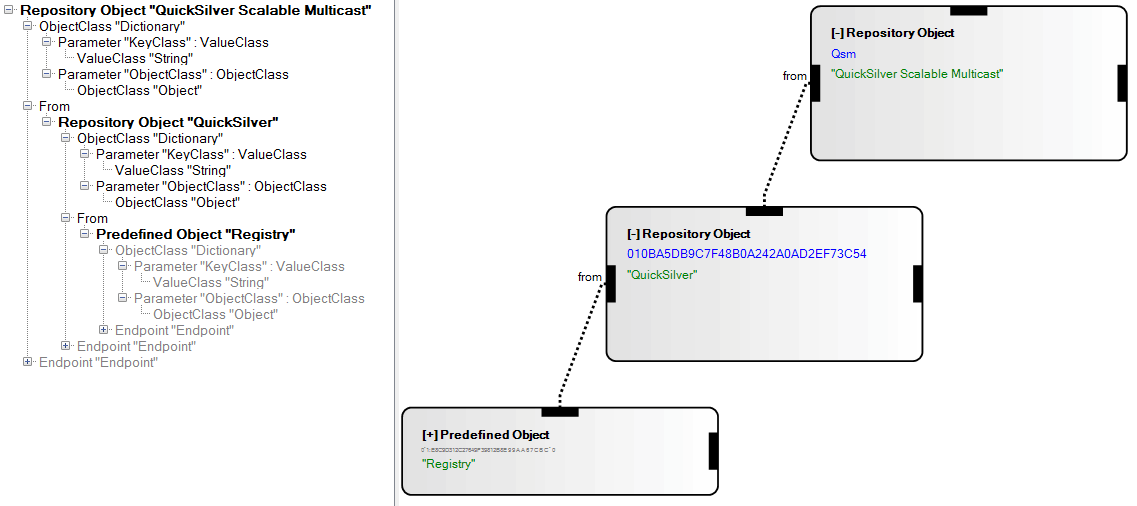 Repository Object "QuickSilver Scalable Multicast"
ObjectClass "Dictionary"
Parameter "KeyClass" : ValueClass
ValueClass "String"
Parameter "ObjectClass" : ObjectClass
ObjectClass "Object"
From
Repository Object "QuickSilver"
ObjectClass "Dictionary"
Parameter "KeyClass" : ValueClass
ValueClass "String"
Parameter "ObjectClass" : ObjectClass
ObjectClass "Object"
From
Predefined Object "Registry"
ObjectClass "Dictionary"
Parameter "KeyClass" : ValueClass
ValueClass "String"
Parameter "ObjectClass" : ObjectClass
ObjectClass "Object"
Endpoint "Endpoint"
Endpoint "Endpoint"
Endpoint "Endpoint"
[-] Repository Object
Qsm
"QuickSilver Scalable Multicast"
from
[-] Repository Object
010BA5DB9C7F48B0A242A0AD2EF73C54
"QuickSilver"
from
[+] Predefined Object
"Registry"